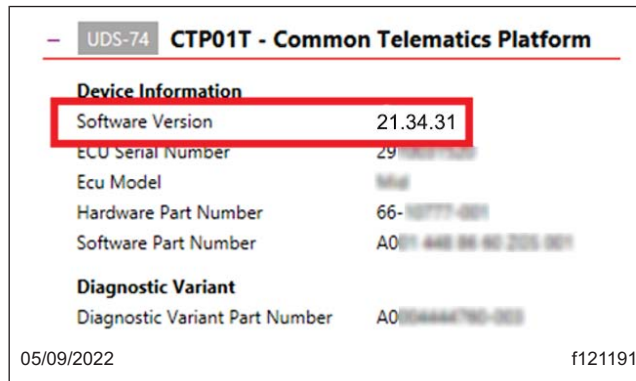 – UDS-74 CTP01T - Common Telematics Platform
Device Information
Software Version 21.34.31
ECU Serial Number 29
Ecu Model
Hardware Part Number 66-
Software Part Number A0
Diagnostic Variant
Diagnostic Variant Part Number A0
05/09/2022 f121191